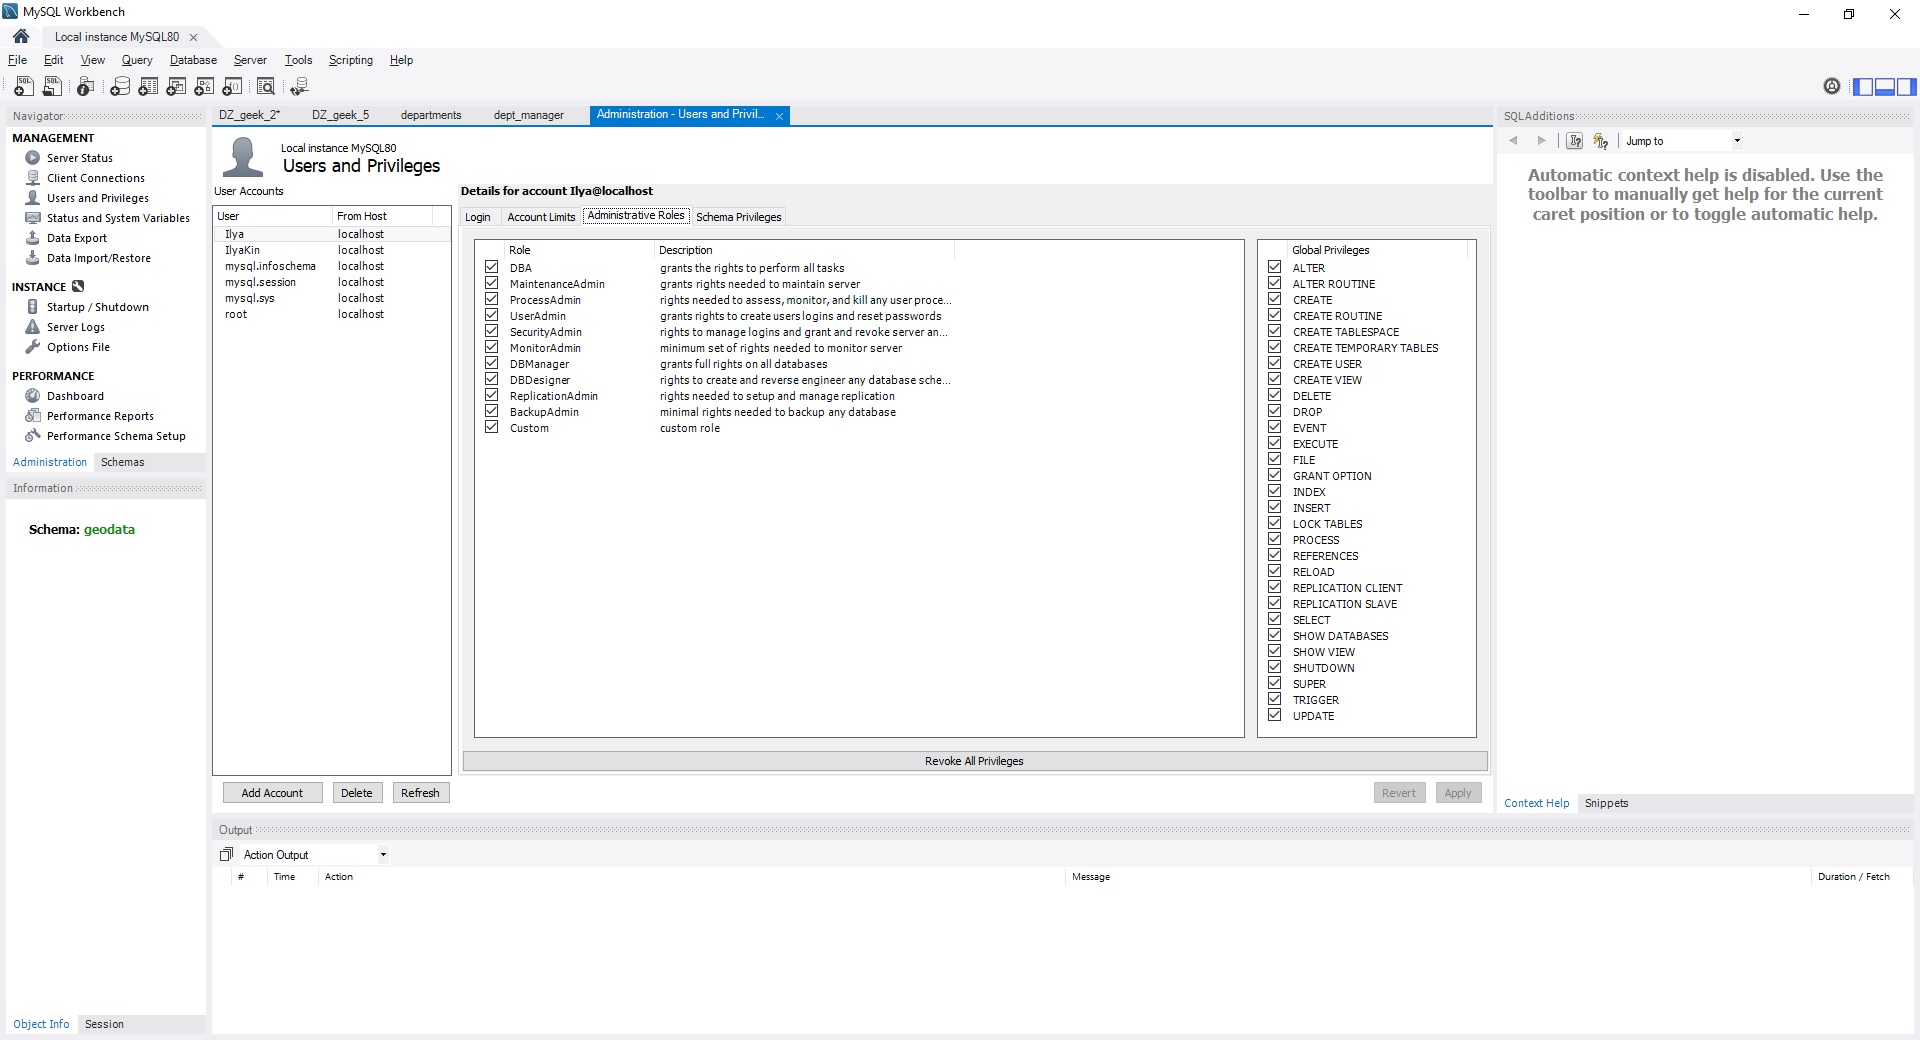 MySQL Workbench
Local instance MySQL80
File Edit View Query Database Server Tools Scripting Help
Navigator
MANAGEMENT
Server Status
Client Connections
Users and Privileges
Status and System Variables
Data Export
Data Import/Restore
INSTANCE
Startup / Shutdown
Server Logs
Options File
PERFORMANCE
Dashboard
Performance Reports
Performance Schema Setup
Administration Schemas
Information
Schema: geodata
Object Info Session
DZ_geek_2* DZ_geek_5 departments dept_manager Administration - Users and Privil...
Local instance MySQL80
Users and Privileges
User Accounts
User From Host
Ilya localhost
IlyaKin localhost
mysql.infoschema localhost
mysql.session localhost
mysql.sys localhost
root localhost
Add Account Delete Refresh
Details for account Ilya@localhost
Login Account Limits Administrative Roles Schema Privileges
Role Description
DBA grants the rights to perform all tasks
MaintenanceAdmin grants rights needed to maintain server
ProcessAdmin rights needed to assess, monitor, and kill any user proce...
UserAdmin grants rights to create users logins and reset passwords
SecurityAdmin rights to manage logins and grant and revoke server an...
MonitorAdmin minimum set of rights needed to monitor server
DBManager grants full rights on all databases
DBDesigner rights to create and reverse engineer any database sche...
ReplicationAdmin rights needed to setup and manage replication
BackupAdmin minimal rights needed to backup any database
Custom custom role
Global Privileges
ALTER
ALTER ROUTINE
CREATE
CREATE ROUTINE
CREATE TABLESPACE
CREATE TEMPORARY TABLES
CREATE USER
CREATE VIEW
DELETE
DROP
EVENT
EXECUTE
FILE
GRANT OPTION
INDEX
INSERT
LOCK TABLES
PROCESS
REFERENCES
RELOAD
REPLICATION CLIENT
REPLICATION SLAVE
SELECT
SHOW DATABASES
SHOW VIEW
SHUTDOWN
SUPER
TRIGGER
UPDATE
Revoke All Privileges
Revert Apply
SQLAdditions
Jump to
Automatic context help is disabled. Use the
toolbar to manually get help for the current
caret position or to toggle automatic help.
Context Help Snippets
Output
Action Output
# Time Action Message Duration / Fetch